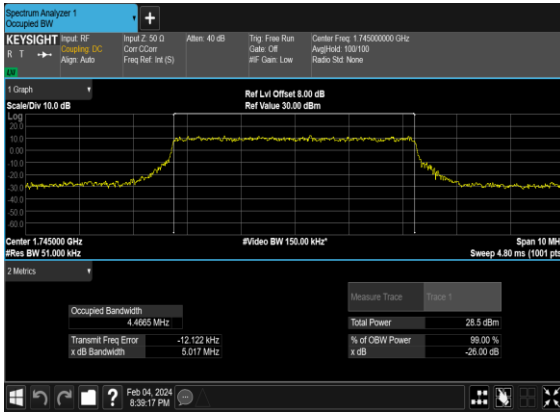 Spectrum Analyzer 1
Occupied BW
KEYSIGHT
R T
LXI
Input: RF
Coupling: DC
Align: Auto
Input Z: 50 Ω
Corr CCorr
Freq Ref: Int (S)
Atten: 40 dB
Trig: Free Run
Gate: Off
#IF Gain: Low
Center Freq: 1.745000000 GHz
Avg|Hold: 100/100
Radio Std: None
1 Graph
Scale/Div 10.0 dB
Ref Lvl Offset 8.00 dB
Ref Value 30.00 dBm
Log
20.0
10.0
0.00
-10.0
-20.0
-30.0
-40.0
-50.0
-60.0
Center 1.745000 GHz
#Res BW 51.000 kHz
#Video BW 150.00 kHz*
Span 10 MH
Sweep 4.80 ms (1001 pts
2 Metrics
Measure Trace
Trace 1
Occupied Bandwidth
4.4665 MHz
Total Power
28.5 dBm
Transmit Freq Error
-12.122 kHz
% of OBW Power
99.00 %
x dB Bandwidth
5.017 MHz
x dB
-26.00 dB
Feb 04, 2024
8:39:17 PM